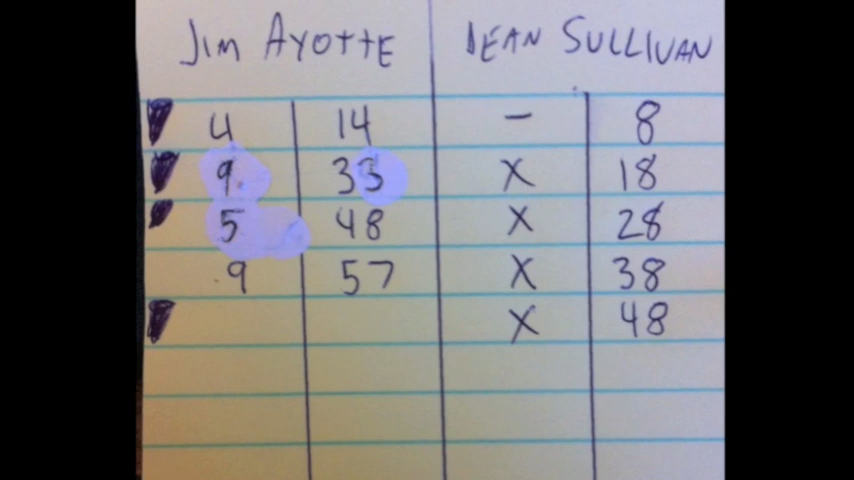 JIM AYOTTE DEAN SULLIVAN
4 14 - 8
9 33 X 18
5 48 X 28
9 57 X 38
X 48